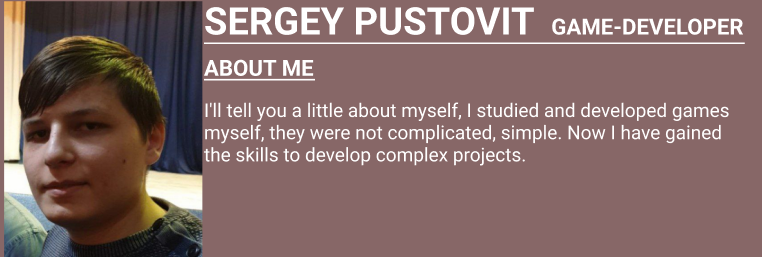 SERGEY PUSTOVIT GAME-DEVELOPER
ABOUT ME
I'll tell you a little about myself, I studied and developed games
myself, they were not complicated, simple. Now I have gained
the skills to develop complex projects.